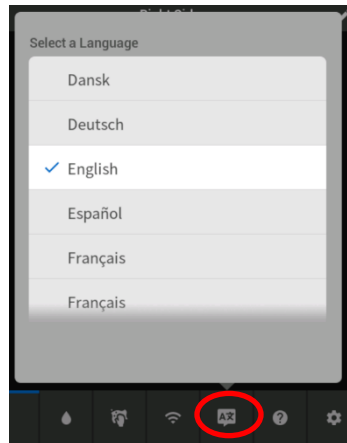 Select a Language
Dansk
Deutsch
English
Español
Français
Français